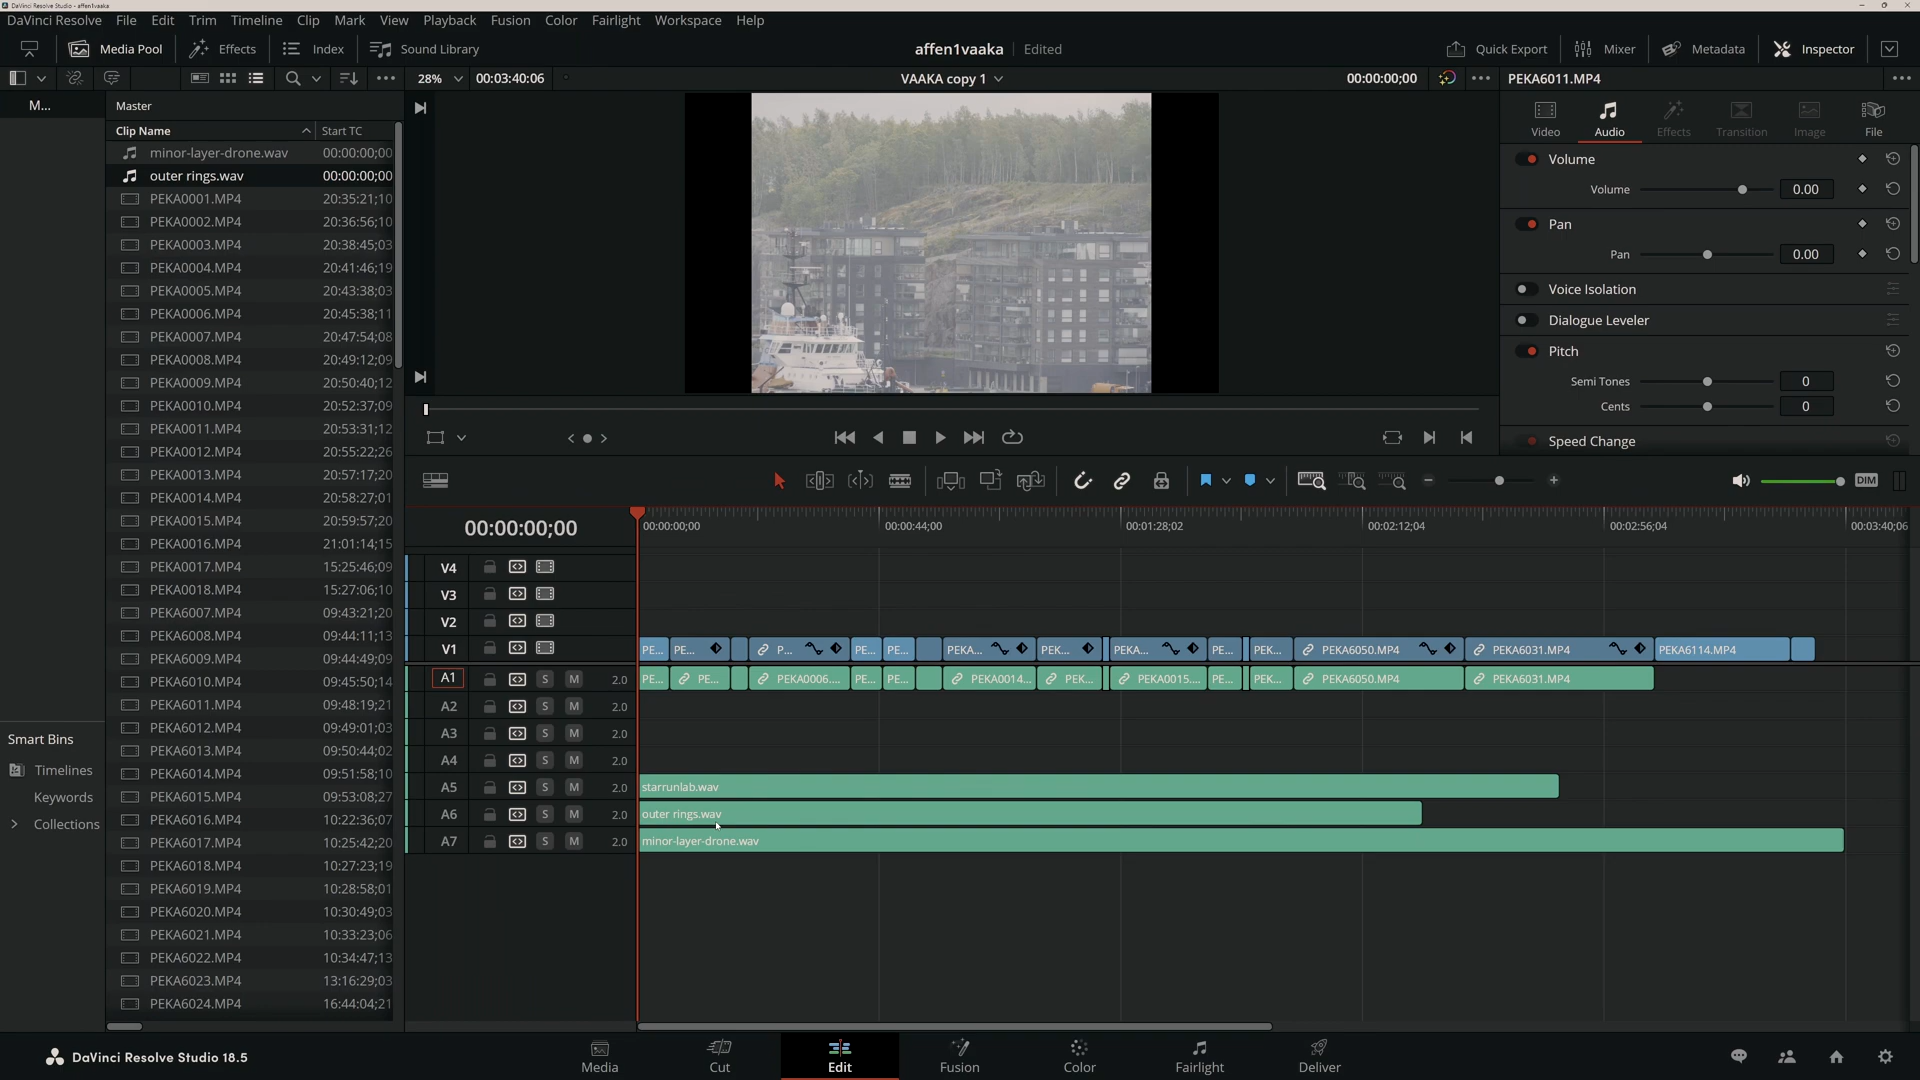 DaVinci Resolve Studio - affen1vaaka
DaVinci Resolve File Edit Trim Timeline Clip Mark View Playback Fusion Color Fairlight Workspace Help
Media Pool Effects Index Sound Library affen1vaaka Edited Quick Export Mixer Metadata Inspector
28% 00:03:40:06 VAAKA copy 1 00:00:00;00 PEKA6011.MP4
M... Master
Clip Name Start TC
Video Audio Effects Transition Image File
minor-layer-drone.wav 00:00:00;00
outer rings.wav 00:00:00;00
PEKA0001.MP4 20:35:21;10
PEKA0002.MP4 20:36:56;10
PEKA0003.MP4 20:38:45;03
PEKA0004.MP4 20:41:46;19
PEKA0005.MP4 20:43:38;03
PEKA0006.MP4 20:45:38;11
PEKA0007.MP4 20:47:54;08
PEKA0008.MP4 20:49:12;09
PEKA0009.MP4 20:50:40;12
PEKA0010.MP4 20:52:37;09
PEKA0011.MP4 20:53:31;12
PEKA0012.MP4 20:55:22;26
PEKA0013.MP4 20:57:17;20
PEKA0014.MP4 20:58:27;01
PEKA0015.MP4 20:59:57;20
PEKA0016.MP4 21:01:14;15
PEKA0017.MP4 15:25:46;09
PEKA0018.MP4 15:27:06;10
PEKA6007.MP4 09:43:21;20
PEKA6008.MP4 09:44:11;13
PEKA6009.MP4 09:44:49;09
PEKA6010.MP4 09:45:50;14
PEKA6011.MP4 09:48:19;21
PEKA6012.MP4 09:49:01;03
PEKA6013.MP4 09:50:44;02
PEKA6014.MP4 09:51:58;10
PEKA6015.MP4 09:53:08;27
PEKA6016.MP4 10:22:36;07
PEKA6017.MP4 10:25:42;20
PEKA6018.MP4 10:27:23;19
PEKA6019.MP4 10:28:58;01
PEKA6020.MP4 10:30:49;03
PEKA6021.MP4 10:33:23;06
PEKA6022.MP4 10:34:47;13
PEKA6023.MP4 13:16:29;03
PEKA6024.MP4 16:44:04;21
Smart Bins
Timelines
Keywords
Collections
Volume
Volume 0.00
Pan
Pan 0.00
Voice Isolation
Dialogue Leveler
Pitch
Semi Tones 0
Cents 0
Speed Change
DIM
00:00:00;00 00:00:00;00 00:00:44;00 00:01:28;02 00:02:12;04 00:02:56;04 00:03:40;06
V4
V3
V2
V1 PE... PE... P... PE... PE... PEKA... PEK... PEKA... PE... PEK... PEKA6050.MP4 PEKA6031.MP4 PEKA6114.MP4
A1 S M 2.0 PE... PE... PEKA0006.... PE... PE... PEKA0014... PEK... PEKA0015.... PE... PEK... PEKA6050.MP4 PEKA6031.MP4
A2 S M 2.0
A3 S M 2.0
A4 S M 2.0
A5 S M 2.0 starrunlab.wav
A6 S M 2.0 outer rings.wav
A7 S M 2.0 minor-layer-drone.wav
DaVinci Resolve Studio 18.5 Media Cut Edit Fusion Color Fairlight Deliver